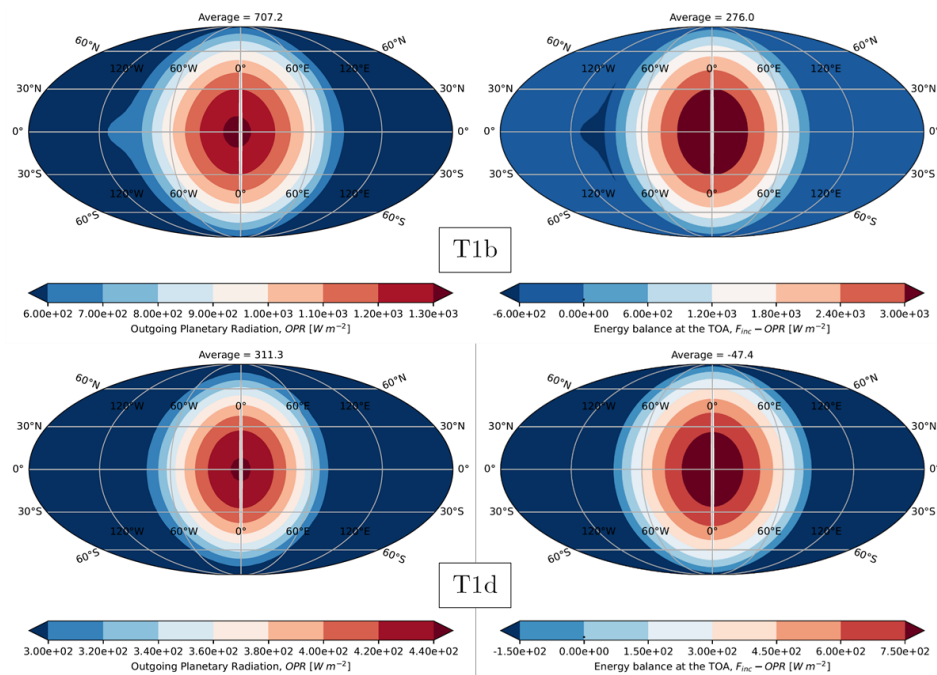 Average = 707.2
Average = 276.0
60°N 60°N 60°N 60°N
120°W 60°W 0° 60°E 120°E 120°W 60°W 0° 60°E 120°E
30°N 30°N 30°N 30°N
0° 0° 0° 0°
30°S 30°S 30°S 30°S
120°W 60°W 0° 60°E 120°E 120°W 60°W 0° 60°E 120°E
60°S 60°S 60°S 60°S
T1b
6.00e+02 7.00e+02 8.00e+02 9.00e+02 1.00e+03 1.10e+03 1.20e+03 1.30e+03
Outgoing Planetary Radiation, OPR [W m−2]
-6.00e+02 0.00e+00 6.00e+02 1.20e+03 1.80e+03 2.40e+03 3.00e+03
Energy balance at the TOA, Finc − OPR [W m−2]
Average = 311.3
Average = -47.4
60°N 60°N 60°N 60°N
120°W 60°W 0° 60°E 120°E 120°W 60°W 0° 60°E 120°E
30°N 30°N 30°N 30°N
0° 0° 0° 0°
30°S 30°S 30°S 30°S
120°W 60°W 0° 60°E 120°E 120°W 60°W 0° 60°E 120°E
60°S 60°S 60°S 60°S
T1d
3.00e+02 3.20e+02 3.40e+02 3.60e+02 3.80e+02 4.00e+02 4.20e+02 4.40e+02
Outgoing Planetary Radiation, OPR [W m−2]
-1.50e+02 0.00e+00 1.50e+02 3.00e+02 4.50e+02 6.00e+02 7.50e+02
Energy balance at the TOA, Finc − OPR [W m−2]